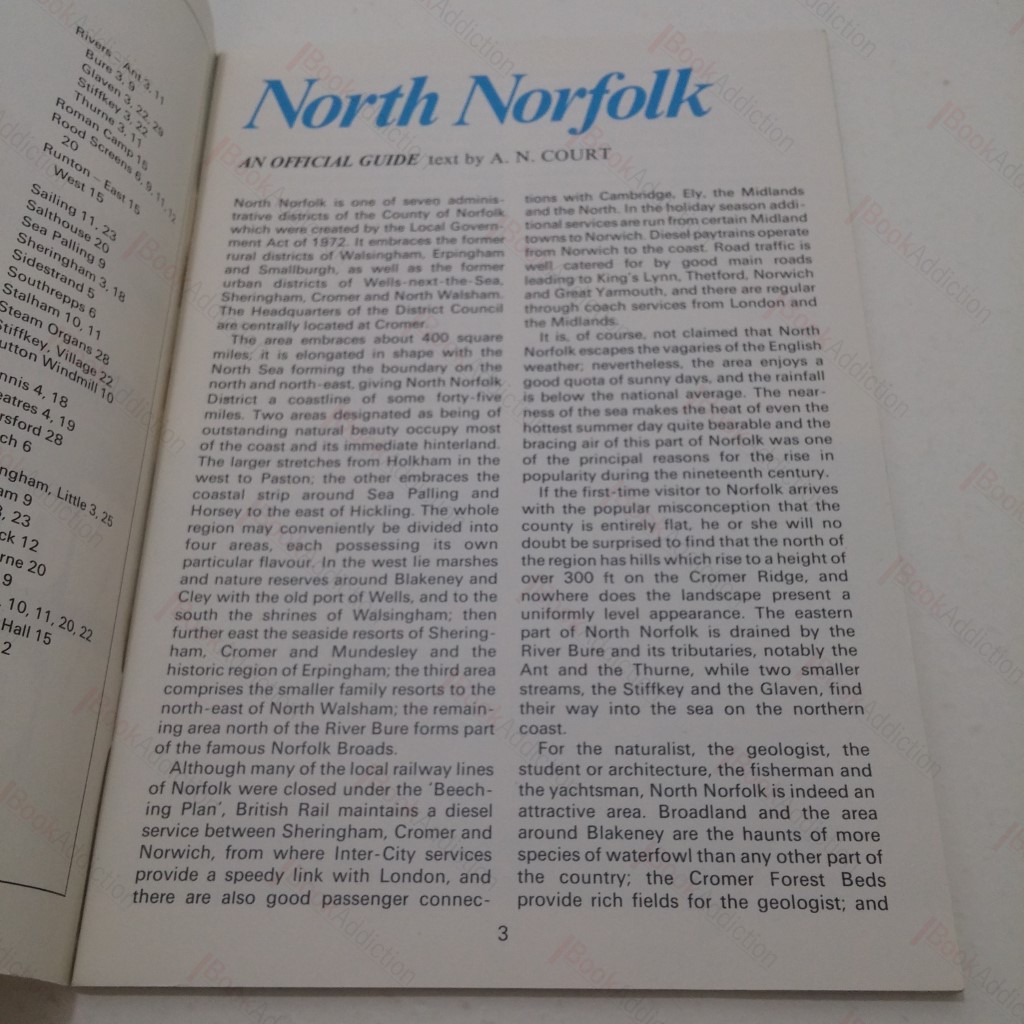 Rivers – Ant 3, 11
Bure 3, 9
Glaven 3, 22, 29
Stiffkey 3, 22
Thurne 3, 11
Roman Camp 15
Rood Screens 6, 9, 11, 12
20
Runton – East 15
West 15
Sailing 11, 23
Salthouse 20
Sea Palling 9
Sheringham 3, 18
Sidestrand 5
Southrepps 6
Stalham 10, 11
Steam Organs 28
Stiffkey, Village 22
utton Windmill 10
nnis 4, 18
eatres 4, 19
ersford 28
ch 6
ngham, Little 3, 25
am 9
, 23
ck 12
rne 20
9
10, 11, 20, 22
Hall 15
2
North Norfolk
AN OFFICIAL GUIDE text by A. N. COURT
North Norfolk is one of seven adminis-
trative districts of the County of Norfolk
which were created by the Local Govern-
ment Act of 1972. It embraces the former
rural districts of Walsingham, Erpingham
and Smallburgh, as well as the former
urban districts of Wells-next-the-Sea,
Sheringham, Cromer and North Walsham.
The Headquarters of the District Council
are centrally located at Cromer.
The area embraces about 400 square
miles; it is elongated in shape with the
North Sea forming the boundary on the
north and north-east, giving North Norfolk
District a coastline of some forty-five
miles. Two areas designated as being of
outstanding natural beauty occupy most
of the coast and its immediate hinterland.
The larger stretches from Holkham in the
west to Paston; the other embraces the
coastal strip around Sea Palling and
Horsey to the east of Hickling. The whole
region may conveniently be divided into
four areas, each possessing its own
particular flavour. In the west lie marshes
and nature reserves around Blakeney and
Cley with the old port of Wells, and to the
south the shrines of Walsingham; then
further east the seaside resorts of Shering-
ham, Cromer and Mundesley and the
historic region of Erpingham; the third area
comprises the smaller family resorts to the
north-east of North Walsham; the remain-
ing area north of the River Bure forms part
of the famous Norfolk Broads.
Although many of the local railway lines
of Norfolk were closed under the 'Beech-
ing Plan', British Rail maintains a diesel
service between Sheringham, Cromer and
Norwich, from where Inter-City services
provide a speedy link with London, and
there are also good passenger connec-
tions with Cambridge, Ely, the Midlands
and the North. In the holiday season addi-
tional services are run from certain Midland
towns to Norwich. Diesel paytrains operate
from Norwich to the coast. Road traffic is
well catered for by good main roads
leading to King's Lynn, Thetford, Norwich
and Great Yarmouth, and there are regular
through coach services from London and
the Midlands.
It is, of course, not claimed that North
Norfolk escapes the vagaries of the English
weather; nevertheless, the area enjoys a
good quota of sunny days, and the rainfall
is below the national average. The near-
ness of the sea makes the heat of even the
hottest summer day quite bearable and the
bracing air of this part of Norfolk was one
of the principal reasons for the rise in
popularity during the nineteenth century.
If the first-time visitor to Norfolk arrives
with the popular misconception that the
county is entirely flat, he or she will no
doubt be surprised to find that the north of
the region has hills which rise to a height of
over 300 ft on the Cromer Ridge, and
nowhere does the landscape present a
uniformly level appearance. The eastern
part of North Norfolk is drained by the
River Bure and its tributaries, notably the
Ant and the Thurne, while two smaller
streams, the Stiffkey and the Glaven, find
their way into the sea on the northern
coast.
For the naturalist, the geologist, the
student or architecture, the fisherman and
the yachtsman, North Norfolk is indeed an
attractive area. Broadland and the area
around Blakeney are the haunts of more
species of waterfowl than any other part of
the country; the Cromer Forest Beds
provide rich fields for the geologist; and
3
BookAddiction